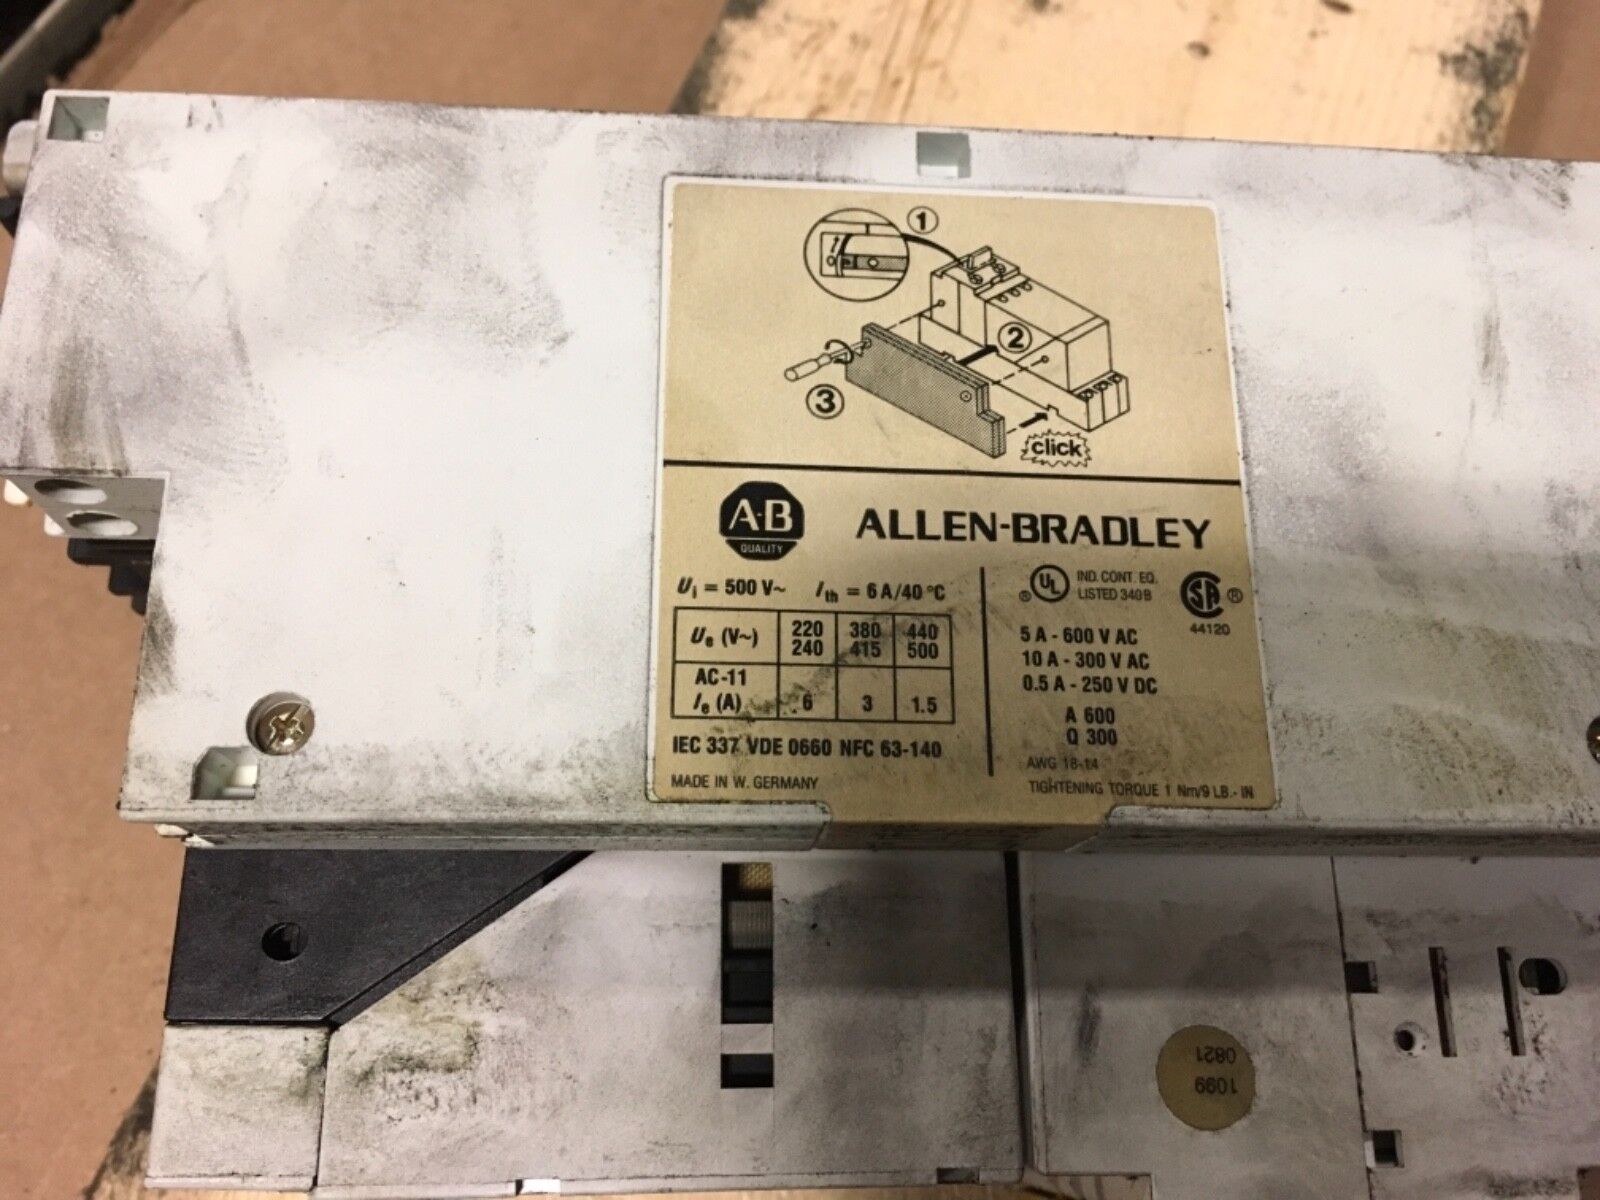 1
2
3
click
A-B
QUALITY
ALLEN-BRADLEY
Ui = 500 V~ Ith = 6 A/40 °C
Ue (V~) 220 240 380 415 440 500
AC-11
Ie (A) 6 3 1.5
IEC 337 VDE 0660 NFC 63-140
MADE IN W. GERMANY
UL ® IND. CONT. EQ.
LISTED 340B
SA ®
44120
5 A - 600 V AC
10 A - 300 V AC
0.5 A - 250 V DC
A 600
Q 300
AWG 18-14
TIGHTENING TORQUE 1 Nm/9 LB.- IN
1099
0821